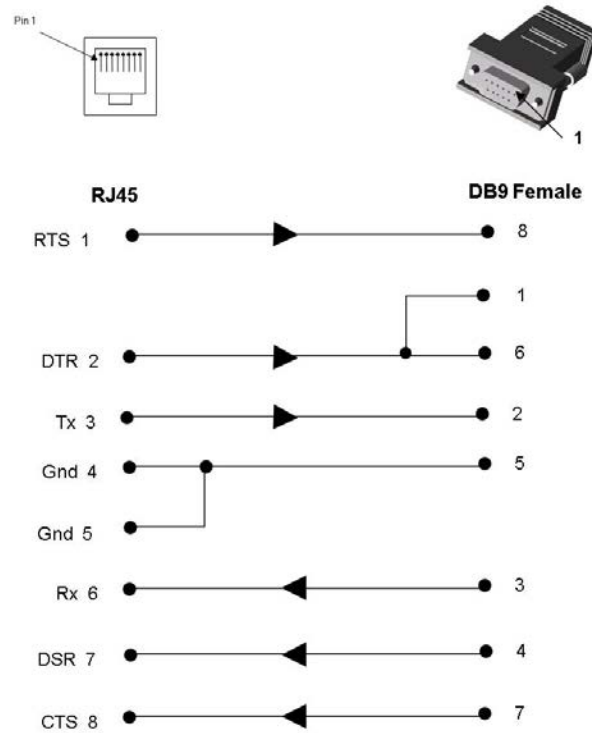 Pin 1
1
RJ45 DB9 Female
RTS 1 8
1
DTR 2 6
Tx 3 2
Gnd 4 5
Gnd 5
Rx 6 3
DSR 7 4
CTS 8 7